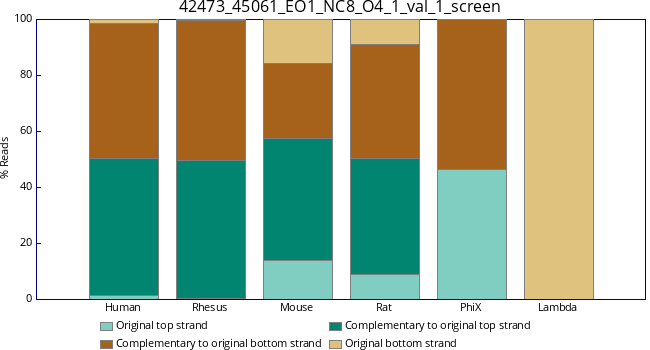 42473_45061_EO1_NC8_O4_1_val_1_screen
100
80
60
40
20
0
% Reads
Human Rhesus Mouse Rat PhiX Lambda
Original top strand Complementary to original top strand
Complementary to original bottom strand Original bottom strand